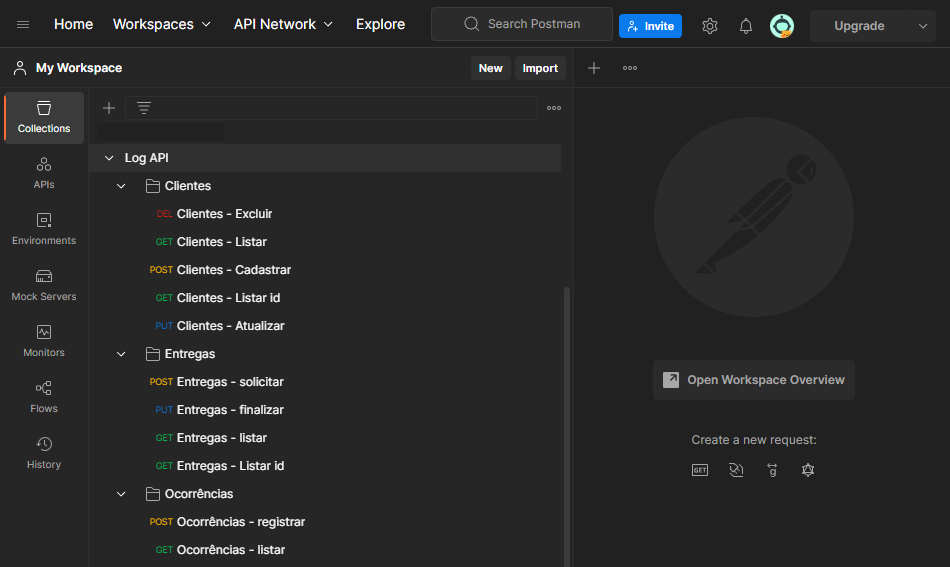 Home Workspaces API Network Explore Search Postman Invite Upgrade
My Workspace New Import
Collections
APIs
Environments
Mock Servers
Monitors
Flows
History
Log API
Clientes
DEL Clientes - Excluir
GET Clientes - Listar
POST Clientes - Cadastrar
GET Clientes - Listar id
PUT Clientes - Atualizar
Entregas
POST Entregas - solicitar
PUT Entregas - finalizar
GET Entregas - listar
GET Entregas - Listar id
Ocorrências
POST Ocorrências - registrar
GET Ocorrências - listar
Open Workspace Overview
Create a new request:
GET g